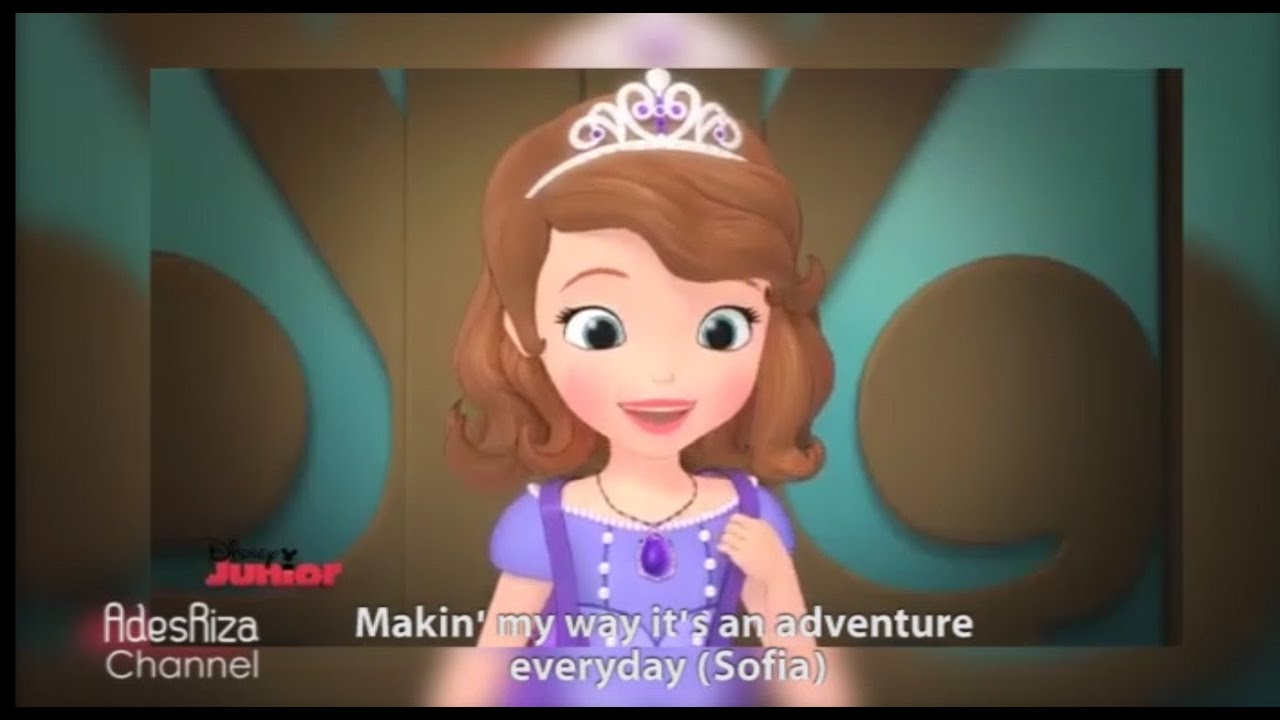 Disney
Junior
AdesRiza
Channel
Makin' my way it's an adventure
everyday (Sofia)